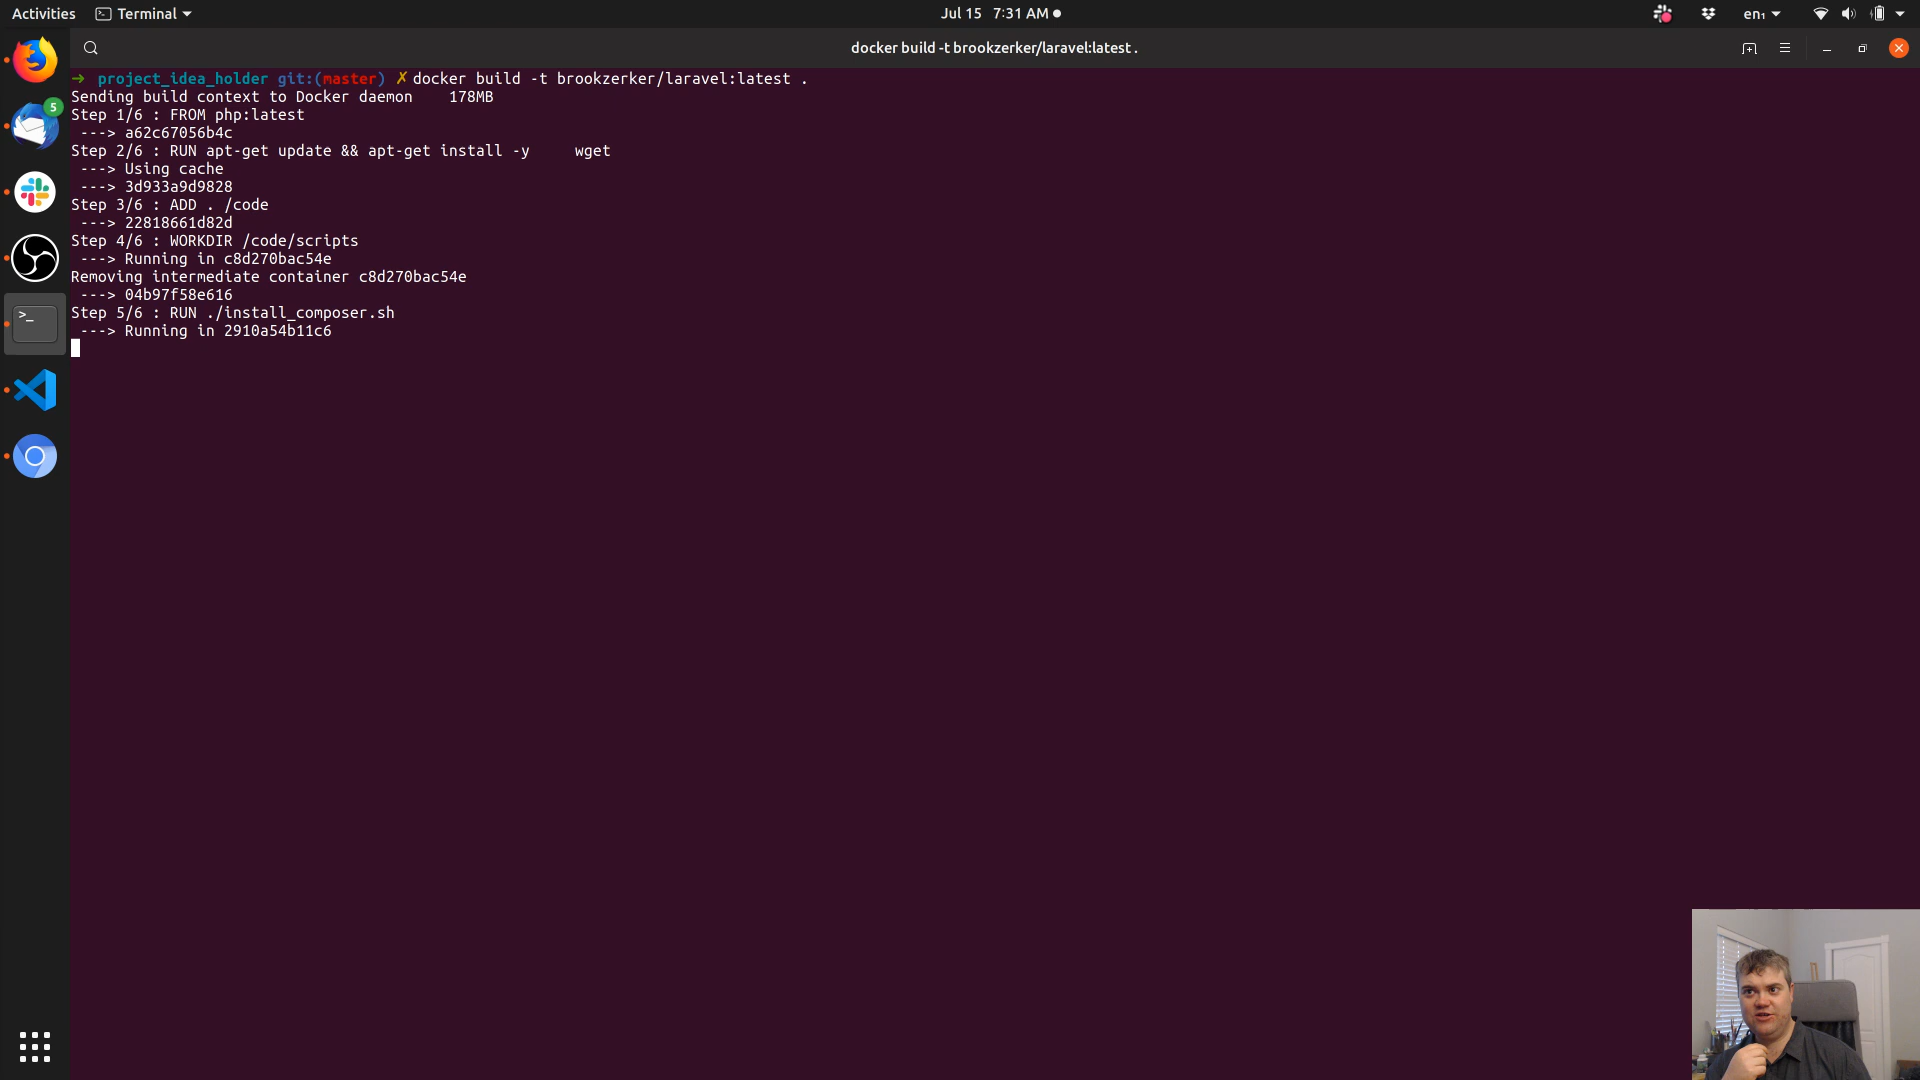 Activities
Terminal
Jul 15 7:31 AM
en₁
docker build -t brookzerker/laravel:latest .
5
→ project_idea_holder git:(master) ✗ docker build -t brookzerker/laravel:latest .
Sending build context to Docker daemon 178MB
Step 1/6 : FROM php:latest
---> a62c67056b4c
Step 2/6 : RUN apt-get update && apt-get install -y wget
---> Using cache
---> 3d933a9d9828
Step 3/6 : ADD . /code
---> 22818661d82d
Step 4/6 : WORKDIR /code/scripts
---> Running in c8d270bac54e
Removing intermediate container c8d270bac54e
---> 04b97f58e616
Step 5/6 : RUN ./install_composer.sh
---> Running in 2910a54b11c6
>_